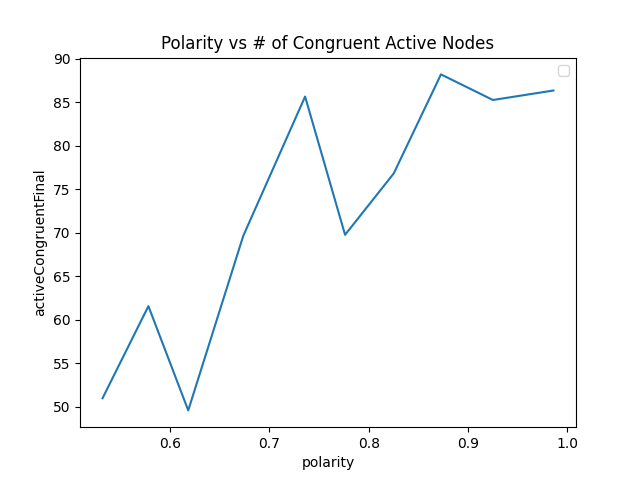 Polarity vs # of Congruent Active Nodes
90
85
80
75
70
65
60
55
50
activeCongruentFinal
0.6 0.7 0.8 0.9 1.0
polarity